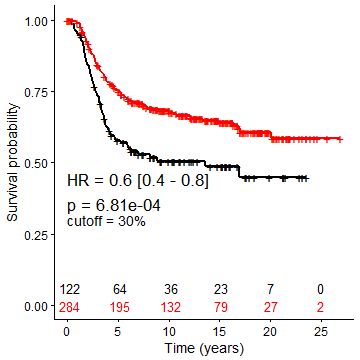 1.00
0.75
0.50
0.25
0.00
Survival probability
HR = 0.6 [0.4 - 0.8]
p = 6.81e-04
cutoff = 30%
122 64 36 23 7 0
284 195 132 79 27 2
0 5 10 15 20 25
Time (years)